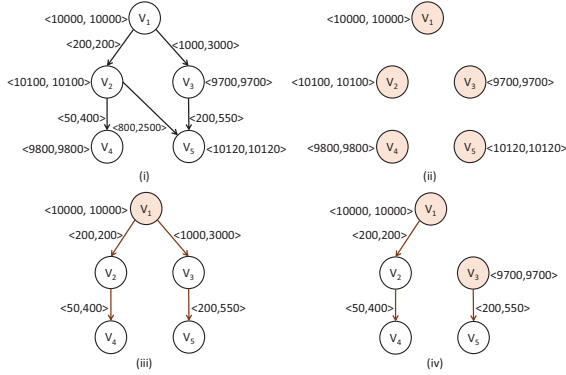 <10000, 10000> V1
<200,200> <1000,3000>
<10100, 10100> V2 V3 <9700,9700>
<50,400> <800,2500> <200,550>
<9800,9800> V4 V5 <10120,10120>
(i)
<10000, 10000> V1
<10100, 10100> V2 V3 <9700,9700>
<9800,9800> V4 V5 <10120,10120>
(ii)
<10000, 10000> V1
<200,200> <1000,3000>
V2 V3
<50,400> <200,550>
V4 V5
(iii)
<10000, 10000> V1
<200,200>
V2 V3 <9700,9700>
<50,400> <200,550>
V4 V5
(iv)